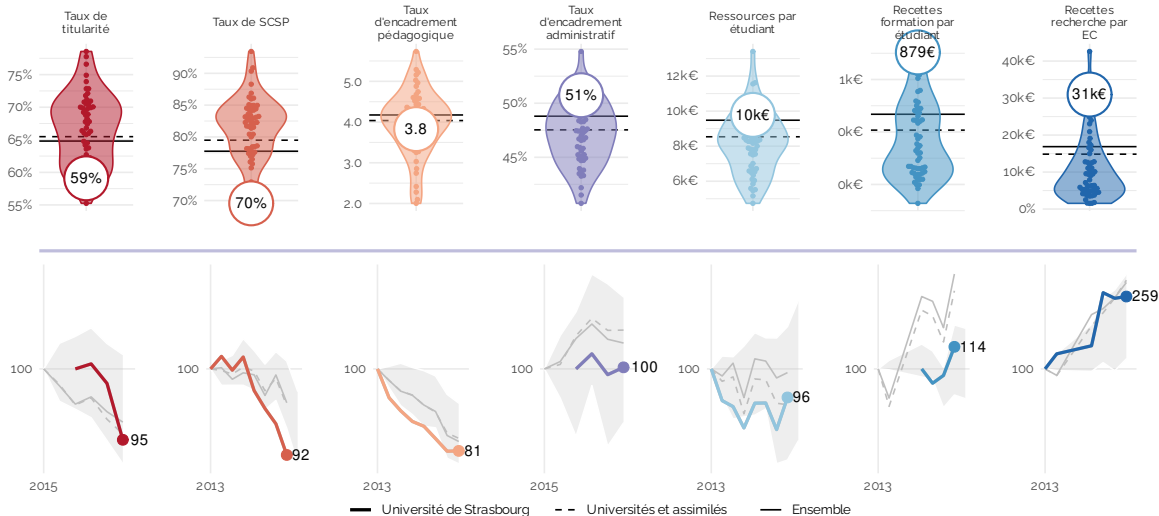 Taux de
titularité
Taux de SCSP
Taux
d'encadrement
pédagogique
Taux
d'encadrement
administratif
Ressources par
étudiant
Recettes
formation par
étudiant
Recettes
recherche par
EC
75%
70%
65%
60%
55%
59%
90%
85%
80%
75%
70%
70%
5.0
4.0
3.0
2.0
3.8
55%
50%
45%
51%
12k€
10k€
8k€
6k€
10k€
1k€
0k€
0k€
879€
40k€
30k€
20k€
10k€
0%
31k€
100
95
2015
92
100
2013
100
81
2013
100
100
2015
100
96
2013
100
114
2013
100
259
2013
Université de Strasbourg
Universités et assimilés
Ensemble